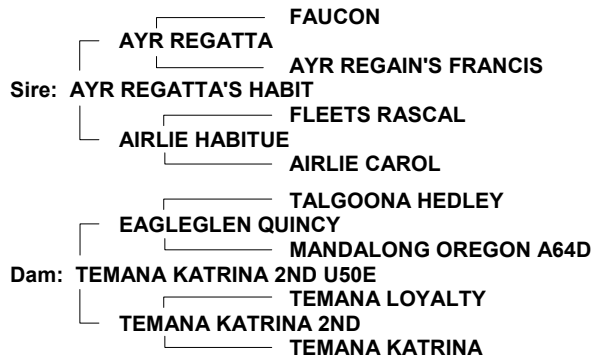 FAUCON
AYR REGATTA
AYR REGAIN'S FRANCIS
Sire: AYR REGATTA'S HABIT
FLEETS RASCAL
AIRLIE HABITUE
AIRLIE CAROL
TALGOONA HEDLEY
EAGLEGLEN QUINCY
MANDALONG OREGON A64D
Dam: TEMANA KATRINA 2ND U50E
TEMANA LOYALTY
TEMANA KATRINA 2ND
TEMANA KATRINA